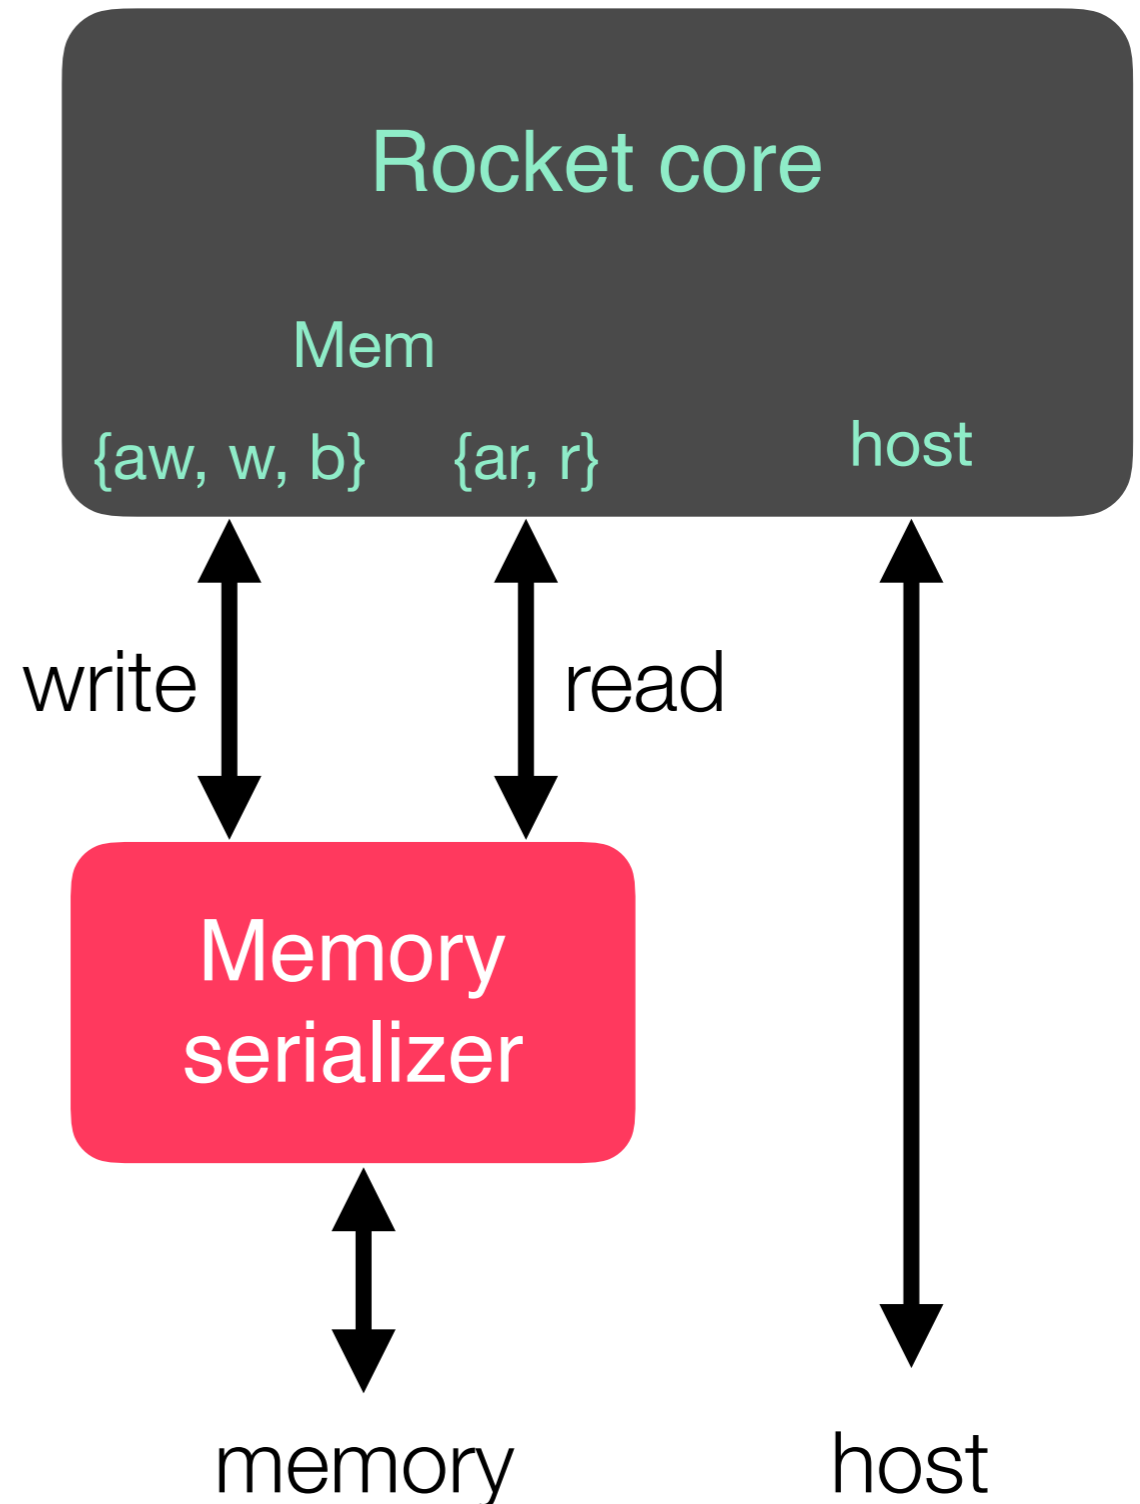 Rocket core
Mem
{aw, w, b} {ar, r} host
write read
Memory
serializer
memory host